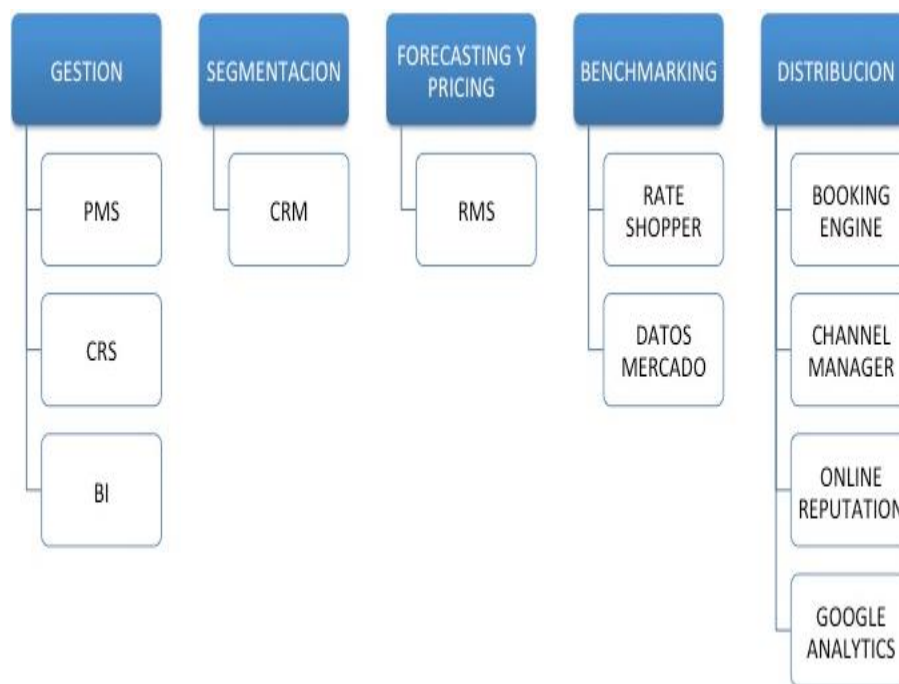 GESTION
PMS
CRS
BI
SEGMENTACION
CRM
FORECASTING Y
PRICING
RMS
BENCHMARKING
RATE
SHOPPER
DATOS
MERCADO
DISTRIBUCION
BOOKING
ENGINE
CHANNEL
MANAGER
ONLINE
REPUTATION
GOOGLE
ANALYTICS